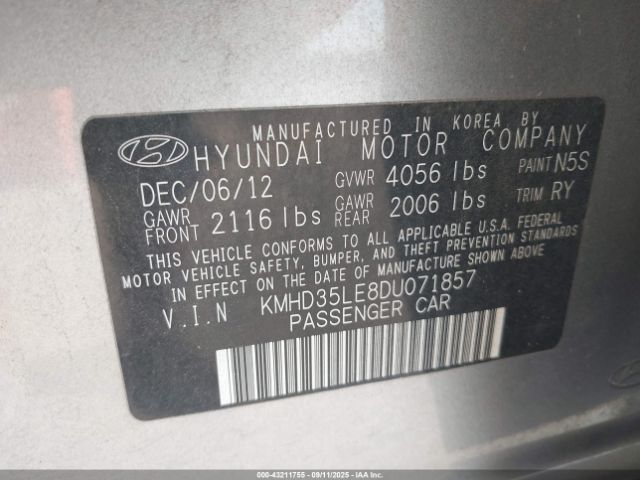 MANUFACTURED IN KOREA BY
HYUNDAI MOTOR COMPANY
DEC/06/12 GVWR 4056 lbs PAINT N5S
GAWR FRONT 2116 lbs GAWR REAR 2006 lbs TRIM RY
THIS VEHICLE CONFORMS TO ALL APPLICABLE U.S.A. FEDERAL
MOTOR VEHICLE SAFETY, BUMPER, AND THEFT PREVENTION STANDARDS
IN EFFECT ON THE DATE OF MANUFACTURE SHOWN ABOVE
V.I.N KMHD35LE8DU071857
PASSENGER CAR
000-43211755 - 09/11/2025 - COPYRIGHT IAA, LLC.